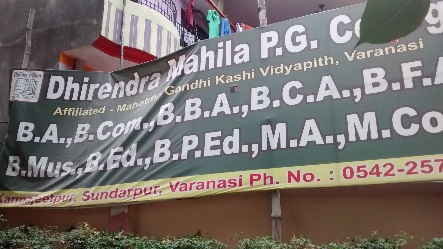 Dhirendra Mahila P.G. Co
Affiliated - Mahatma Gandhi Kashi Vidyapith, Varanasi
B.A., B.Com., B.B.A., B.C.A., B.F.A
B.Mus., B.Ed., B.P.Ed., M.A., M.Co
Sundarpur, Varanasi Ph. No. : 0542-257